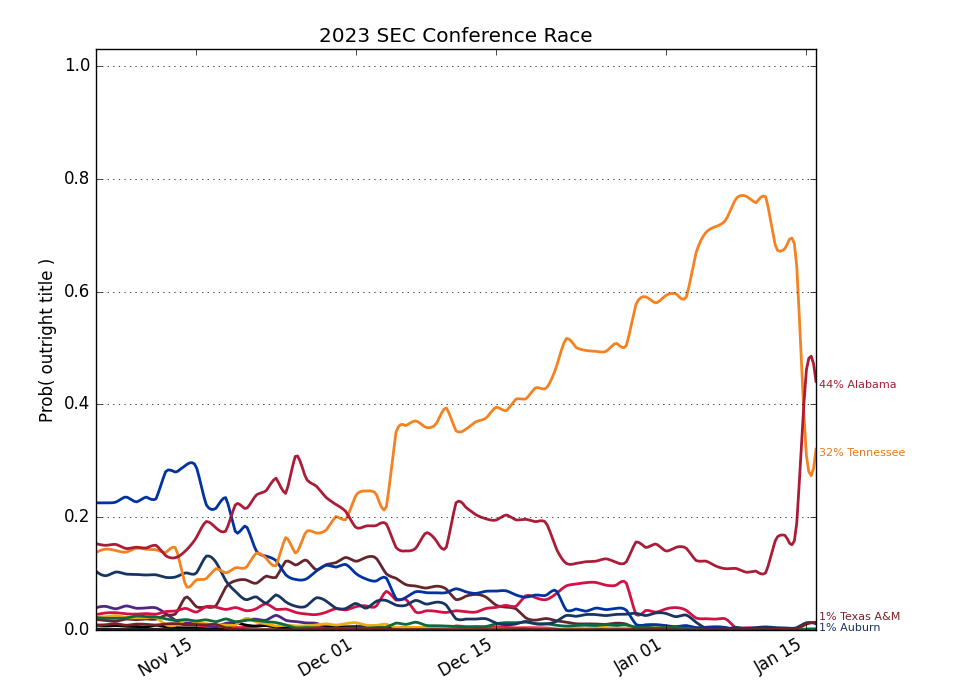 2023 SEC Conference Race
1.0
0.8
0.6
0.4
0.2
0.0
Prob( outright title )
44% Alabama
32% Tennessee
1% Texas A&M
1% Auburn
Nov 15
Dec 01
Dec 15
Jan 01
Jan 15